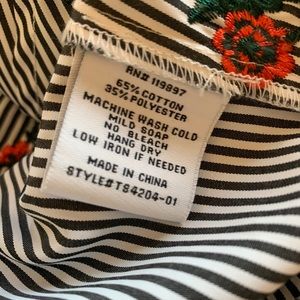 RN# 119897
65% COTTON
35% POLYESTER
MACHINE WASH COLD
MILD SOAP
NO BLEACH
HANG DRY
LOW IRON IF NEEDED
MADE IN CHINA
STYLE#TS4204-01